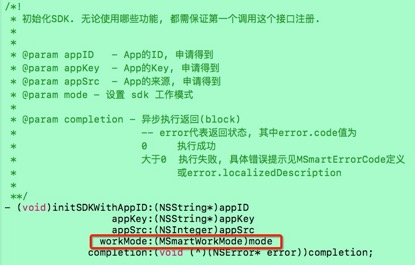 /*!
* 初始化SDK. 无论使用哪些功能, 都需保证第一个调用这个接口注册.
*
* @param appID - App的ID, 申请得到
* @param appKey - App的Key, 申请得到
* @param appSrc - App的来源, 申请得到
* @param mode - 设置 sdk 工作模式
*
* @param completion - 异步执行返回(block)
* -- error代表返回状态, 其中error.code值为
* 0 执行成功
* 大于0 执行失败, 具体错误提示见MSmartErrorCode定义
* 或error.localizedDescription
**/
- (void)initSDKWithAppID:(NSString*)appID
appKey:(NSString*)appKey
appSrc:(NSInteger)appSrc
workMode:(MSmartWorkMode)mode
completion:(void (^)(NSError* error))completion;